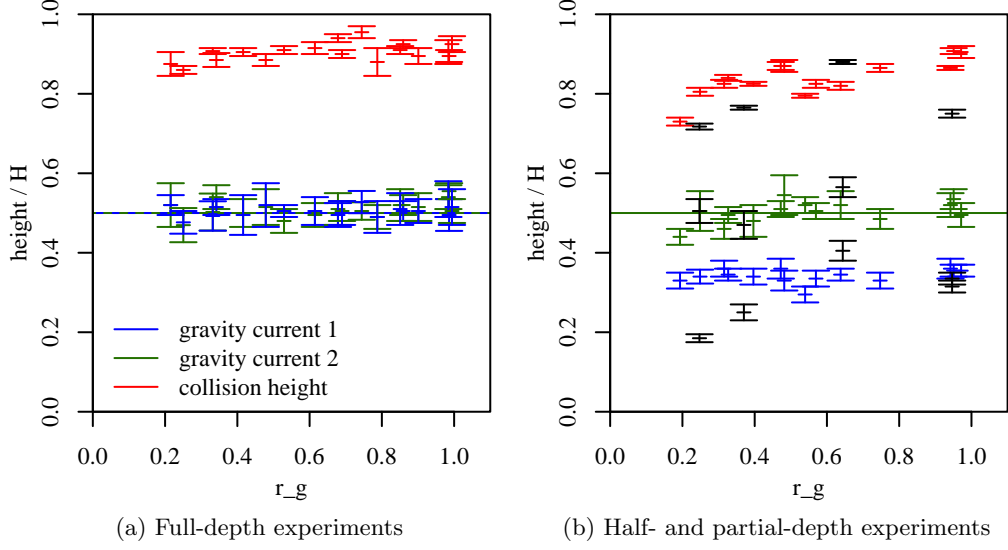 1.0
0.8
0.6
0.4
0.2
0.0
height / H
gravity current 1
gravity current 2
collision height
0.0 0.2 0.4 0.6 0.8 1.0
r_g
(a) Full-depth experiments
1.0
0.8
0.6
0.4
0.2
0.0
height / H
0.0 0.2 0.4 0.6 0.8 1.0
r_g
(b) Half- and partial-depth experiments